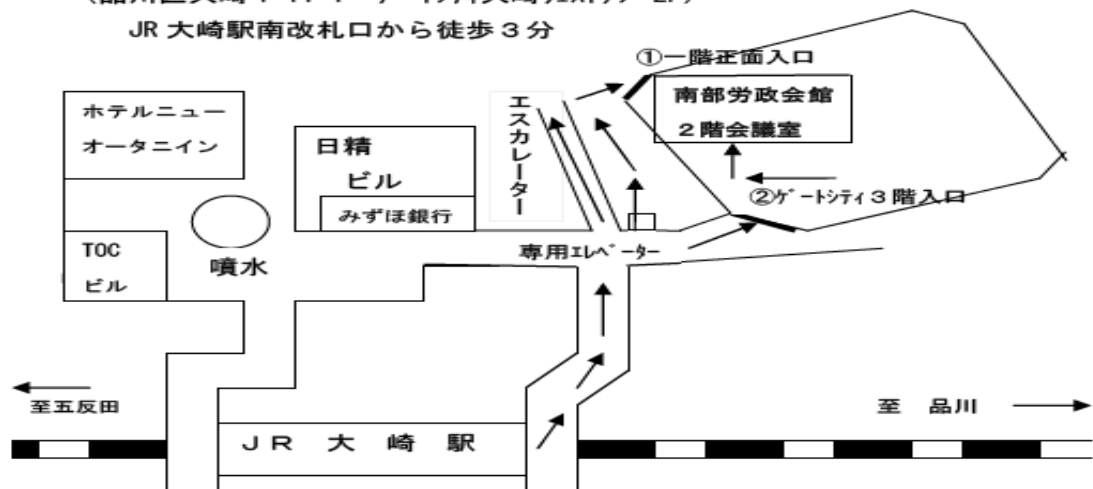 JR 大崎駅南改札口から徒歩３分
①一階正面入口
ホテルニュー
オータニイン
エスカレーター
南部労政会館
２階会議室
日精
ビル
みずほ銀行
②ｹﾞｰﾄｼﾃｨ３階入口
TOC
ビル
噴水
専用ｴﾚﾍﾞｰﾀｰ
至五反田
至 品川
ＪＲ 大 崎 駅